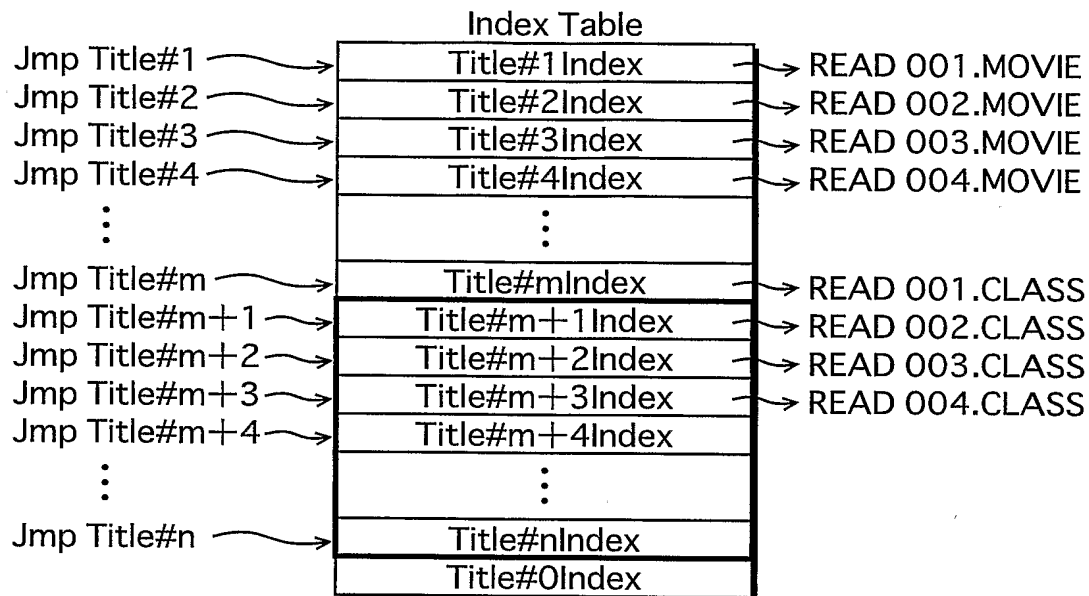 Index Table
Jmp Title#1 Title#1Index READ 001.MOVIE
Jmp Title#2 Title#2Index READ 002.MOVIE
Jmp Title#3 Title#3Index READ 003.MOVIE
Jmp Title#4 Title#4Index READ 004.MOVIE
Jmp Title#m Title#mIndex READ 001.CLASS
Jmp Title#m+1 Title#m+1Index READ 002.CLASS
Jmp Title#m+2 Title#m+2Index READ 003.CLASS
Jmp Title#m+3 Title#m+3Index READ 004.CLASS
Jmp Title#m+4 Title#m+4Index
Jmp Title#n Title#nIndex
Title#0Index